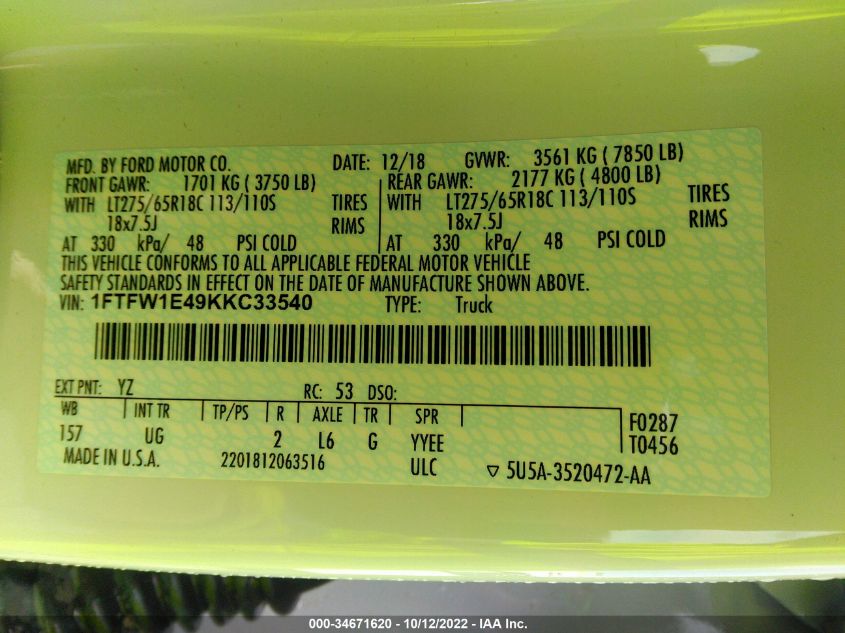 MFD. BY FORD MOTOR CO. DATE: 12/18 GVWR: 3561 KG ( 7850 LB)
FRONT GAWR: 1701 KG ( 3750 LB) REAR GAWR: 2177 KG ( 4800 LB)
WITH LT275/65R18C 113/110S TIRES WITH LT275/65R18C 113/110S TIRES
18x7.5J RIMS 18x7.5J RIMS
AT 330 kPa/ 48 PSI COLD AT 330 kPa/ 48 PSI COLD
THIS VEHICLE CONFORMS TO ALL APPLICABLE FEDERAL MOTOR VEHICLE
SAFETY STANDARDS IN EFFECT ON THE DATE OF MANUFACTURE SHOWN ABOVE.
VIN: 1FTFW1E49KKC33540 TYPE: Truck
EXT PNT: YZ RC: 53 DSO:
WB INT TR TP/PS R AXLE TR SPR F0287
157 UG 2 L6 G YYEE T0456
MADE IN U.S.A. 2201812063516 ULC ▽ 5U5A-3520472-AA
000-34671620 - 10/12/2022 - IAA Inc.